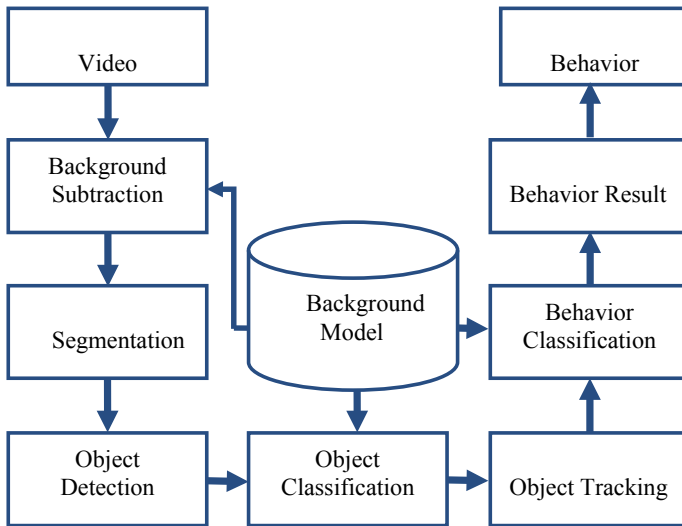 Video
Behavior
Background
Subtraction
Behavior Result
Background
Model
Segmentation
Behavior
Classification
Object
Detection
Object
Classification
Object Tracking